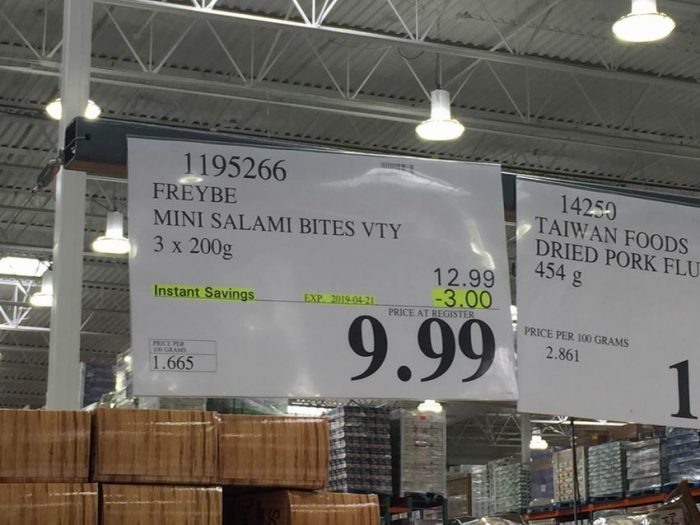 1195266
FREYBE
MINI SALAMI BITES VTY
3 x 200g
12.99
Instant Savings EXP. 2019-04-21 -3.00
PRICE AT REGISTER
9.99
PRICE PER
100 GRAMS
1.665
14250
TAIWAN FOODS
DRIED PORK FLU
454 g
PRICE PER 100 GRAMS
2.861
1